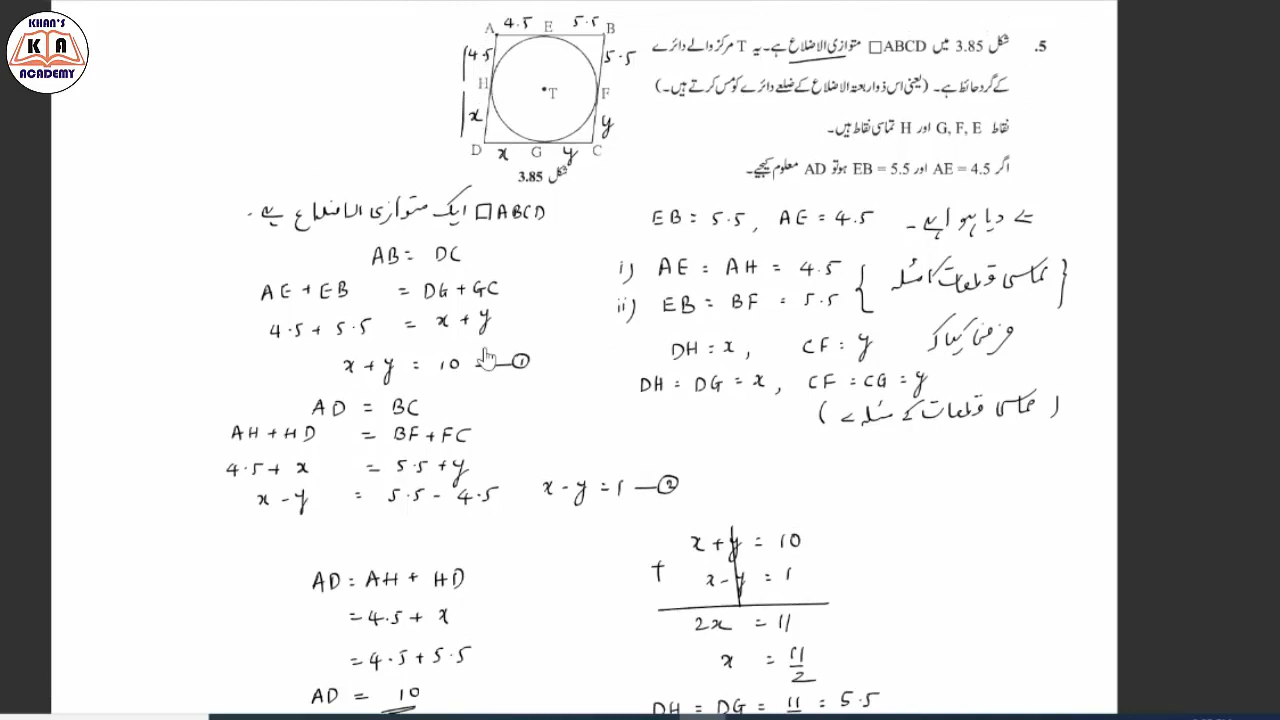 KHAN'S
K A
ACADEMY
A 4.5 E 5.5 B
4.5 5.5
H T F
x y
D x G y C
شکل 3.85
5. شکل 3.85 میں □ABCD متوازی الاضلاع ہے۔ یہ T مرکز والے دائرے
کے گرد حائط ہے۔ (یعنی اس ذواربعۃ الاضلاع کے ضلعے دائرے کو مس کرتے ہیں۔)
نقاط G, F, E اور H تماسی نقاط ہیں۔
اگر AE = 4.5 اور EB = 5.5 ہو تو AD معلوم کیجیے۔
EB = 5.5 , AE = 4.5 دیا ہوا ہے۔
i) AE = AH = 4.5
ii) EB = BF = 5.5
{ مماسی قطعات کا مسئلہ }
DH = x, CF = y فرض کیا کہ
DH = DG = x, CF = CG = y
(مماسی قطعات کے مسئلہ سے)
□ABCD ایک متوازی الاضلاع ہے۔
AB = DC
AE + EB = DG + GC
4.5 + 5.5 = x + y
x + y = 10 — ①
AD = BC
AH + HD = BF + FC
4.5 + x = 5.5 + y
x - y = 5.5 - 4.5
x - y = 1 — ②
x + y = 10
+ x - y = 1
2x = 11
x = 11/2
DH = DG = 11 = 5.5
AD = AH + HD
= 4.5 + x
= 4.5 + 5.5
AD = 10